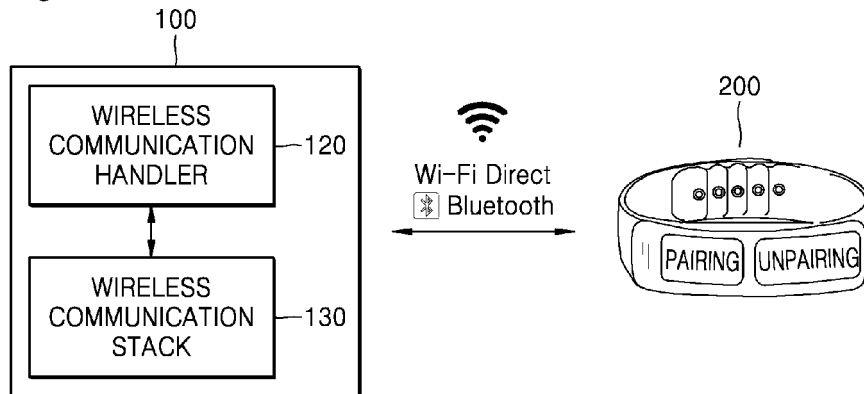 100
WIRELESS
COMMUNICATION
HANDLER
120
WIRELESS
COMMUNICATION
STACK
130
Wi-Fi Direct
Bluetooth
200
PAIRING
UNPAIRING